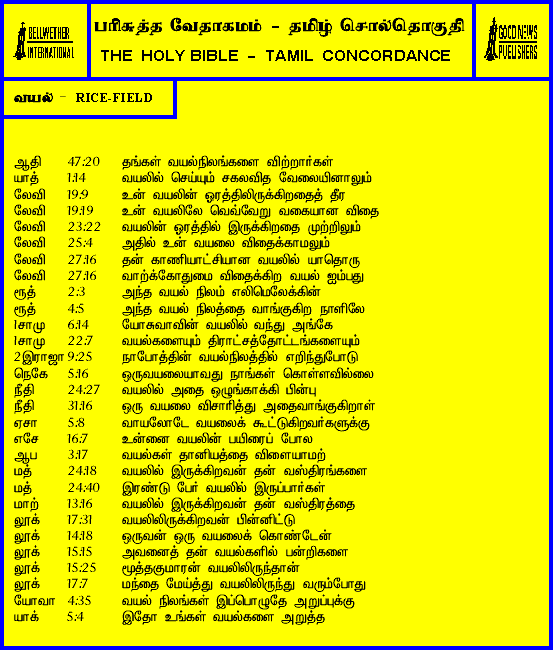 BELLWETHER
INTERNATIONAL
பரிசுத்த வேதாகமம் – தமிழ் சொல்தொகுதி
THE HOLY BIBLE – TAMIL CONCORDANCE
GOOD NEWS
PUBLISHERS
வயல் – RICE-FIELD
ஆதி 47:20 தங்கள் வயல்நிலங்களை விற்றார்கள்
யாத் 1:14 வயலில் செய்யும் சகலவித வேலையினாலும்
லேவி 19:9 உன் வயலின் ஓரத்திலிருக்கிறதைத் தீர
லேவி 19:19 உன் வயலிலே வெவ்வேறு வகையான விதை
லேவி 23:22 வயலின் ஓரத்தில் இருக்கிறதை முற்றிலும்
லேவி 25:4 அதில் உன் வயலை விதைக்காமலும்
லேவி 27:16 தன் காணியாட்சியான வயலில் யாதொரு
லேவி 27:16 வாற்க்கோதுமை விதைக்கிற வயல் ஐம்பது
ரூத் 2:3 அந்த வயல் நிலம் எலிமெலேக்கின்
ரூத் 4:5 அந்த வயல் நிலத்தை வாங்குகிற நாளிலே
1சாமு 6:14 யோசுவாவின் வயலில் வந்து அங்கே
1சாமு 22:7 வயல்களையும் திராட்சத்தோட்டங்களையும்
2இராஜா 9:25 நாபோத்தின் வயல்நிலத்தில் எறிந்துபோடு
நெகே 5:16 ஒருவயலையாவது நாங்கள் கொள்ளவில்லை
நீதி 24:27 வயலில் அதை ஒழுங்காக்கி பின்பு
நீதி 31:16 ஒரு வயலை விசாரித்து அதைவாங்குகிறாள்
ஏசா 5:8 வாயலோடே வயலைக் கூட்டுகிறவர்களுக்கு
எசே 16:7 உன்னை வயலின் பயிரைப் போல
ஆப 3:17 வயல்கள் தானியத்தை விளையாமற்
மத் 24:18 வயலில் இருக்கிறவன் தன் வஸ்திரங்களை
மத் 24:40 இரண்டு பேர் வயலில் இருப்பார்கள்
மாற் 13:16 வயலில் இருக்கிறவன் தன் வஸ்திரத்தை
லூக் 17:31 வயலிலிருக்கிறவன் பின்னிட்டு
லூக் 14:18 ஒருவன் ஒரு வயலைக் கொண்டேன்
லூக் 15:15 அவனைத் தன் வயல்களில் பன்றிகளை
லூக் 15:25 மூத்தகுமாரன் வயலிலிருந்தான்
லூக் 17:7 மந்தை மேய்த்து வயலிலிருந்து வரும்போது
யோவா 4:35 வயல் நிலங்கள் இப்பொழுதே அறுப்புக்கு
யாக் 5:4 இதோ உங்கள் வயல்களை அறுத்த